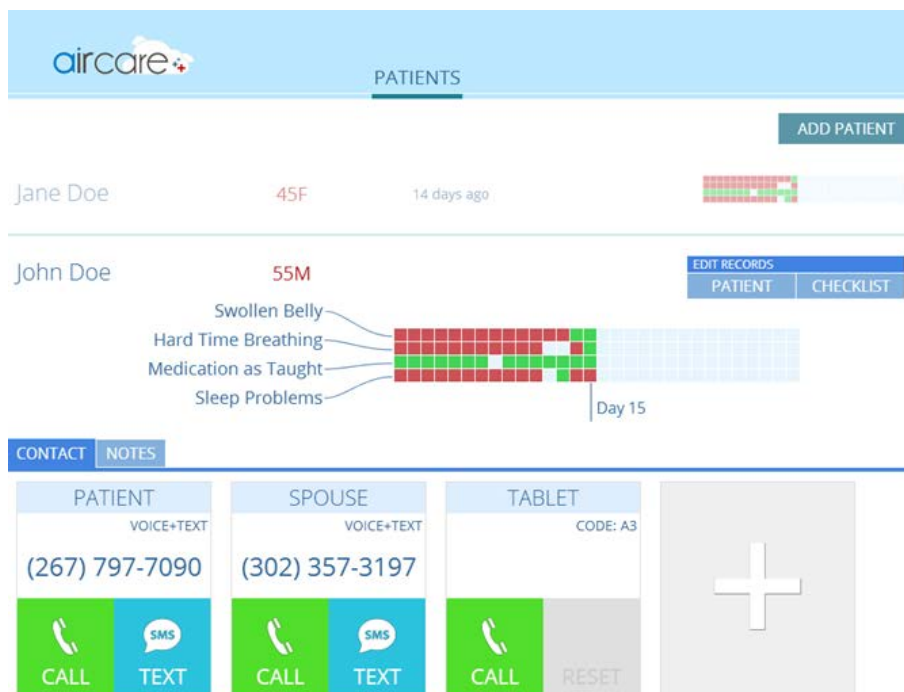 aircare
PATIENTS
ADD PATIENT
Jane Doe 45F 14 days ago
John Doe 55M
EDIT RECORDS
PATIENT CHECKLIST
Swollen Belly
Hard Time Breathing
Medication as Taught
Sleep Problems
Day 15
CONTACT NOTES
PATIENT
VOICE+TEXT
(267) 797-7090
CALL
SMS
TEXT
SPOUSE
VOICE+TEXT
(302) 357-3197
CALL
SMS
TEXT
TABLET
CODE: A3
CALL
RESET